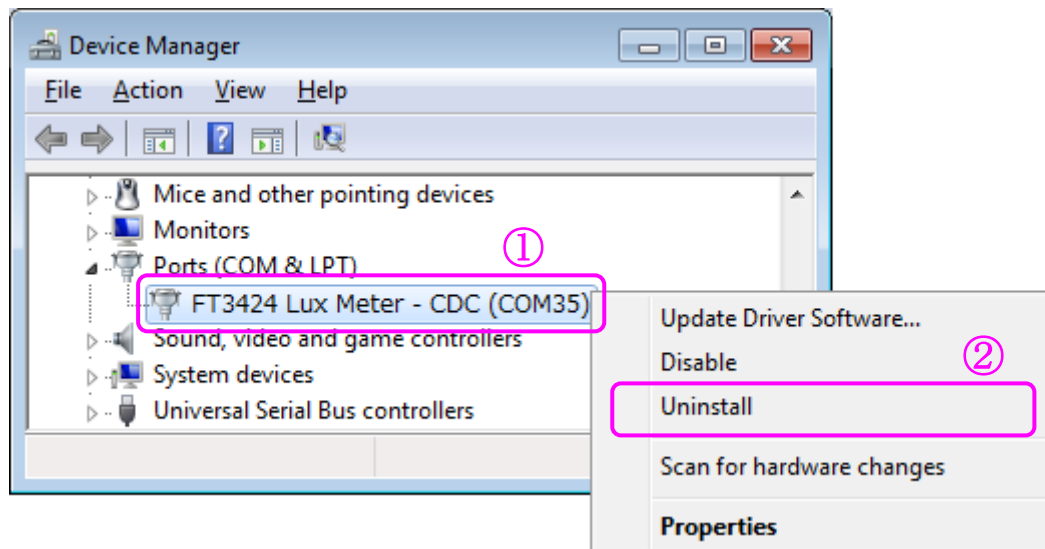 Device Manager
File Action View Help
Mice and other pointing devices
Monitors
①
Ports (COM & LPT)
FT3424 Lux Meter - CDC (COM35)
Sound, video and game controllers
System devices
Universal Serial Bus controllers
Update Driver Software...
Disable
②
Uninstall
Scan for hardware changes
Properties